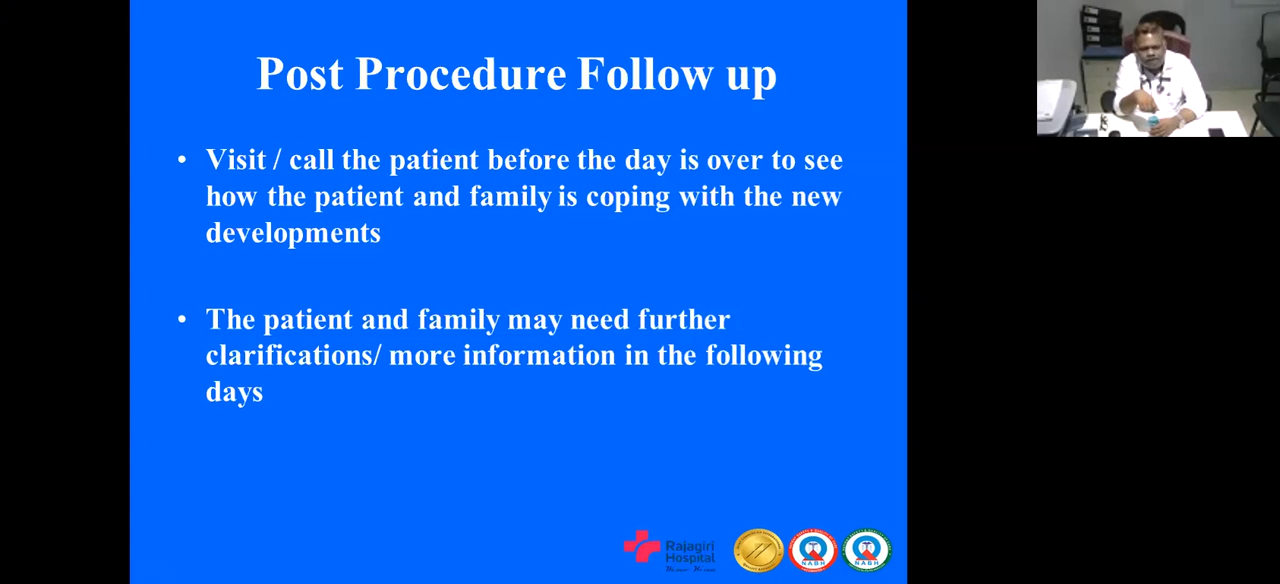 Post Procedure Follow up
• Visit / call the patient before the day is over to see
how the patient and family is coping with the new
developments
• The patient and family may need further
clarifications/ more information in the following
days
Rajagiri
Hospital
NABH
NABH